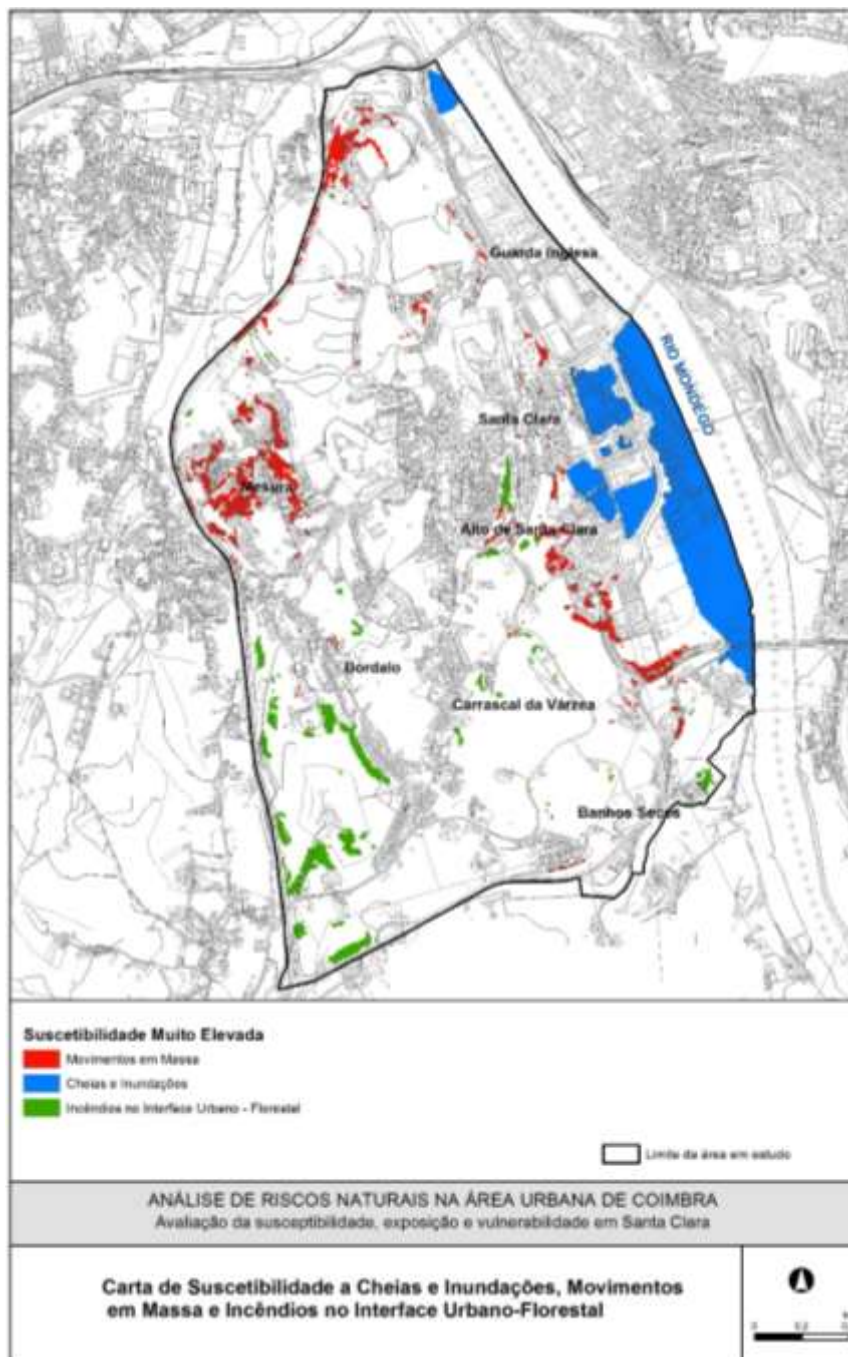 Guarda Inglesa
RIO MONDEGO
Santa Clara
Mesura
Alto de Santa Clara
Bordalo
Carrascal da Várzea
Banhos Secos
Suscetibilidade Muito Elevada
Movimentos em Massa
Cheias e Inundações
Incêndios no Interface Urbano - Florestal
Limite da área em estudo
ANÁLISE DE RISCOS NATURAIS NA ÁREA URBANA DE COIMBRA
Avaliação da susceptibilidade, exposição e vulnerabilidade em Santa Clara
Carta de Suscetibilidade a Cheias e Inundações, Movimentos
em Massa e Incêndios no Interface Urbano-Florestal
0 0,2